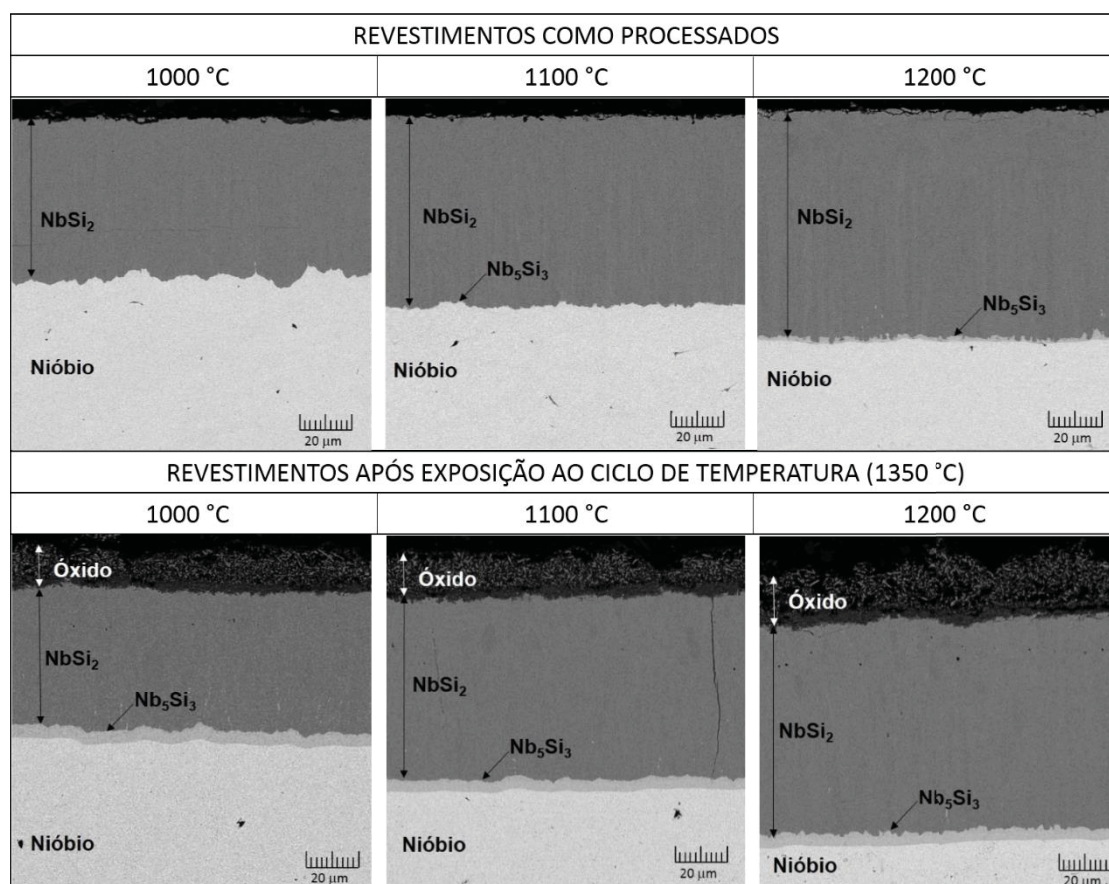 REVESTIMENTOS COMO PROCESSADOS
1000 °C
1100 °C
1200 °C
NbSi₂
Nióbio
20 µm
NbSi₂
Nb₅Si₃
Nióbio
20 µm
NbSi₂
Nb₅Si₃
Nióbio
20 µm
REVESTIMENTOS APÓS EXPOSIÇÃO AO CICLO DE TEMPERATURA (1350 °C)
1000 °C
1100 °C
1200 °C
Óxido
NbSi₂
Nb₅Si₃
Nióbio
20 µm
Óxido
NbSi₂
Nb₅Si₃
Nióbio
20 µm
Óxido
NbSi₂
Nb₅Si₃
Nióbio
20 µm